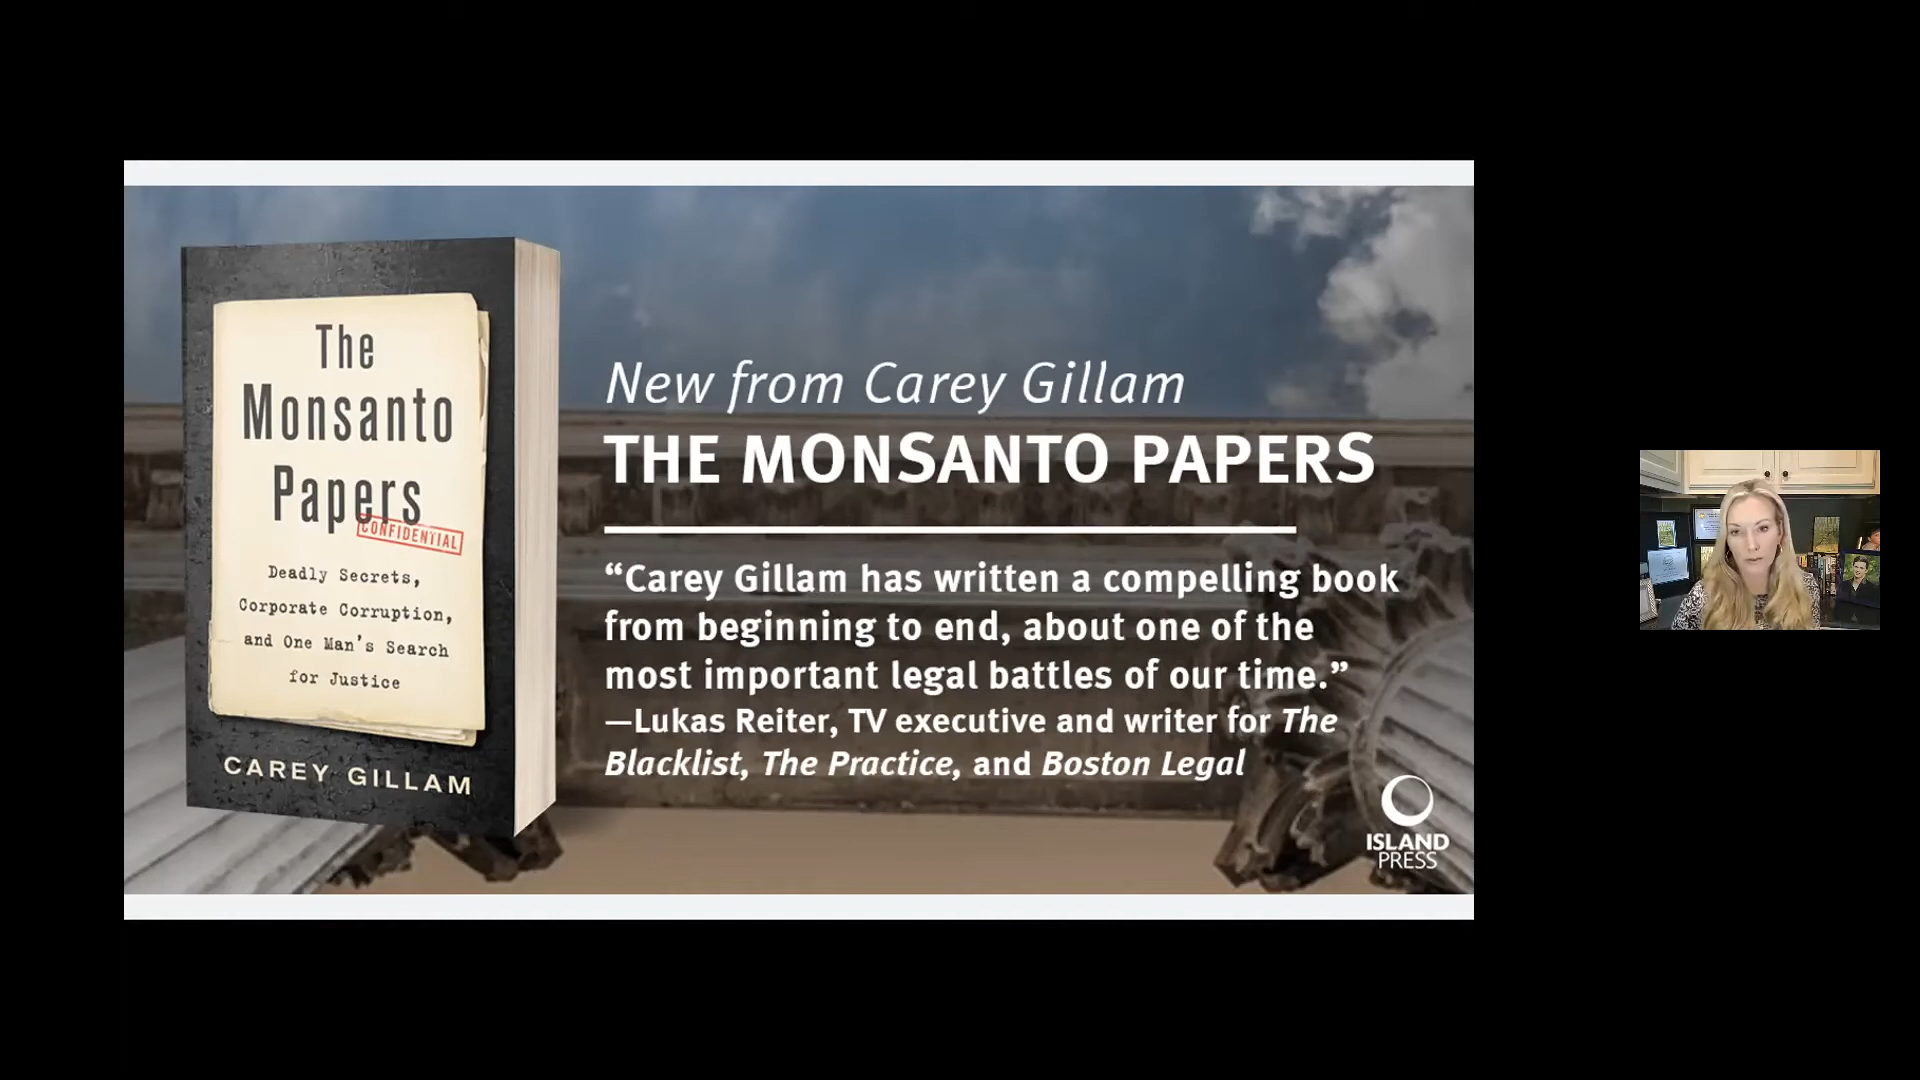 The
Monsanto
Papers
CONFIDENTIAL
Deadly Secrets,
Corporate Corruption,
and One Man's Search
for Justice
CAREY GILLAM
New from Carey Gillam
THE MONSANTO PAPERS
“Carey Gillam has written a compelling book
from beginning to end, about one of the
most important legal battles of our time.”
—Lukas Reiter, TV executive and writer for The
Blacklist, The Practice, and Boston Legal
ISLAND
PRESS